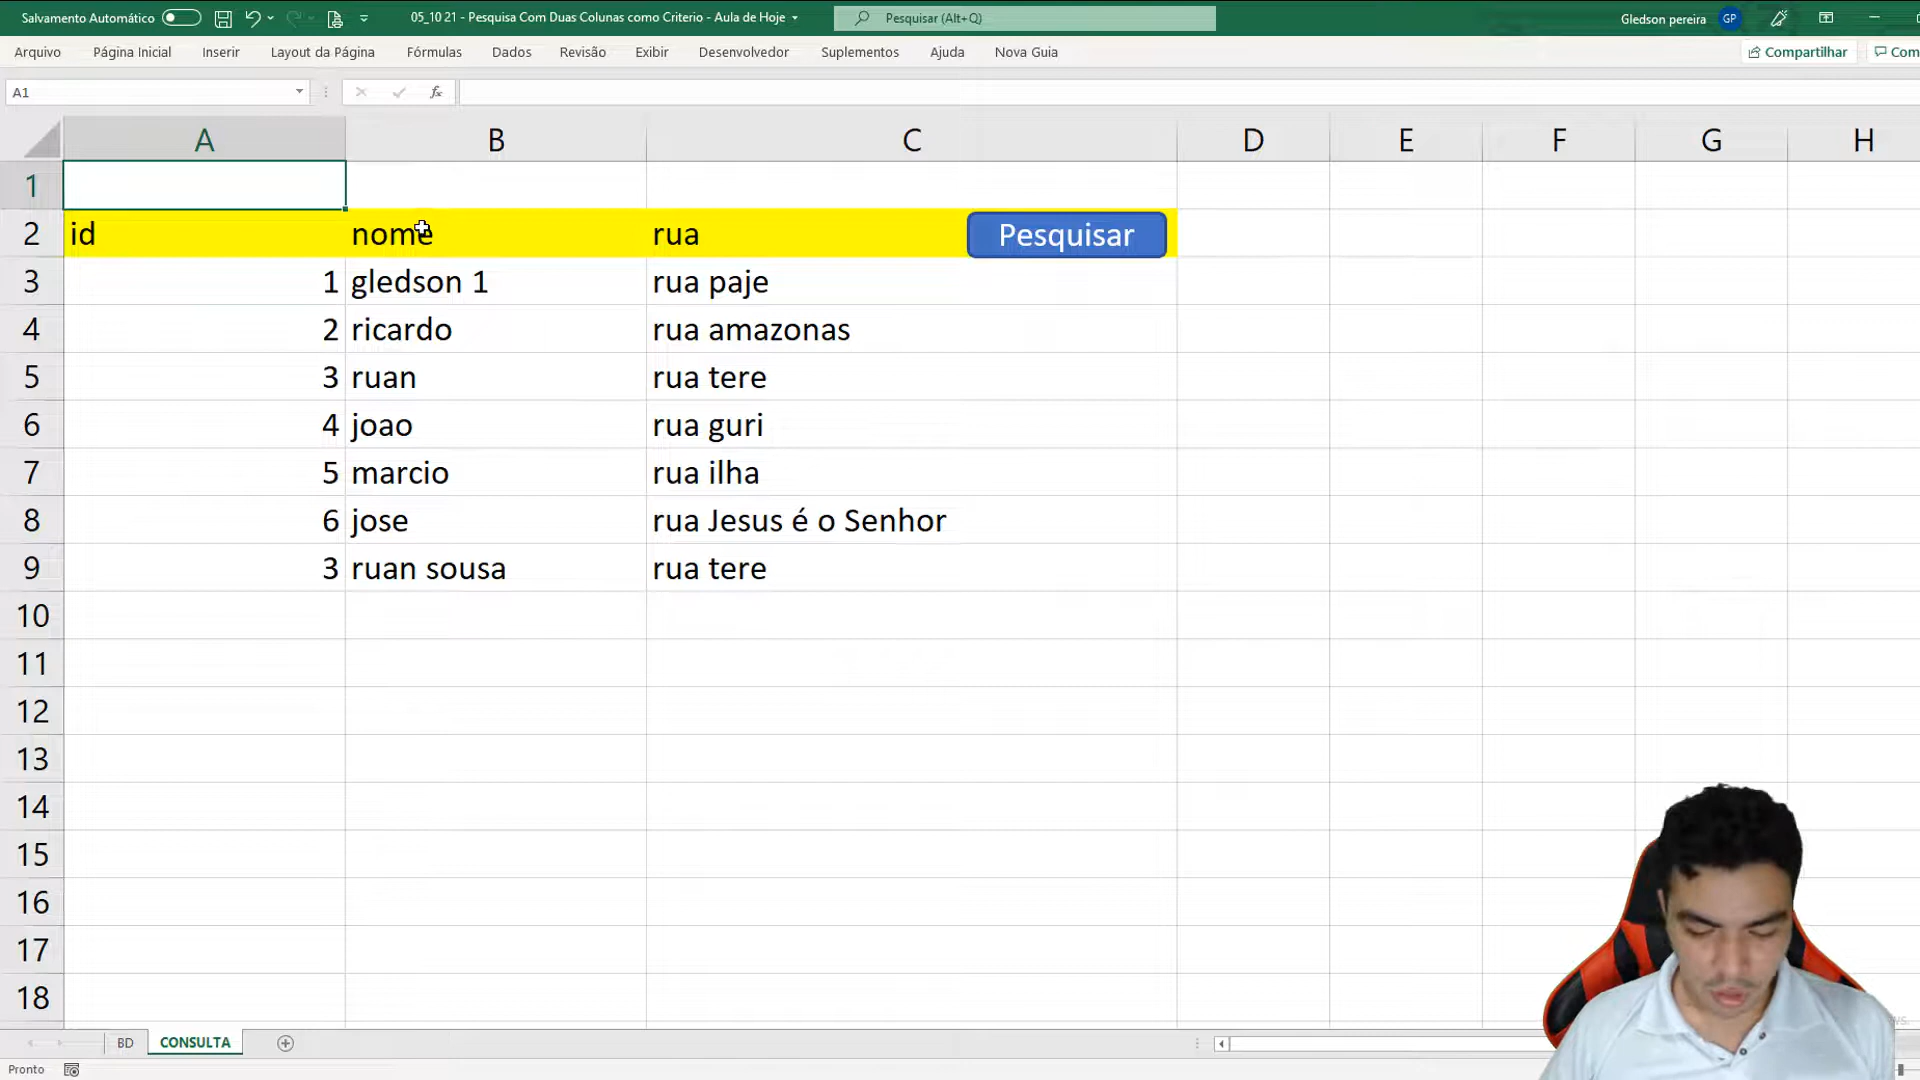 Salvamento Automático
05_10 21 - Pesquisa Com Duas Colunas como Criterio - Aula de Hoje
Pesquisar (Alt+Q)
Gledson pereira GP
Arquivo Página Inicial Inserir Layout da Página Fórmulas Dados Revisão Exibir Desenvolvedor Suplementos Ajuda Nova Guia Compartilhar Com
A1 fx
A B C D E F G H
1
2 id nome rua Pesquisar
3 1 gledson 1 rua paje
4 2 ricardo rua amazonas
5 3 ruan rua tere
6 4 joao rua guri
7 5 marcio rua ilha
8 6 jose rua Jesus é o Senhor
9 3 ruan sousa rua tere
10
11
12
13
14
15
16
17
18
BD CONSULTA
Pronto